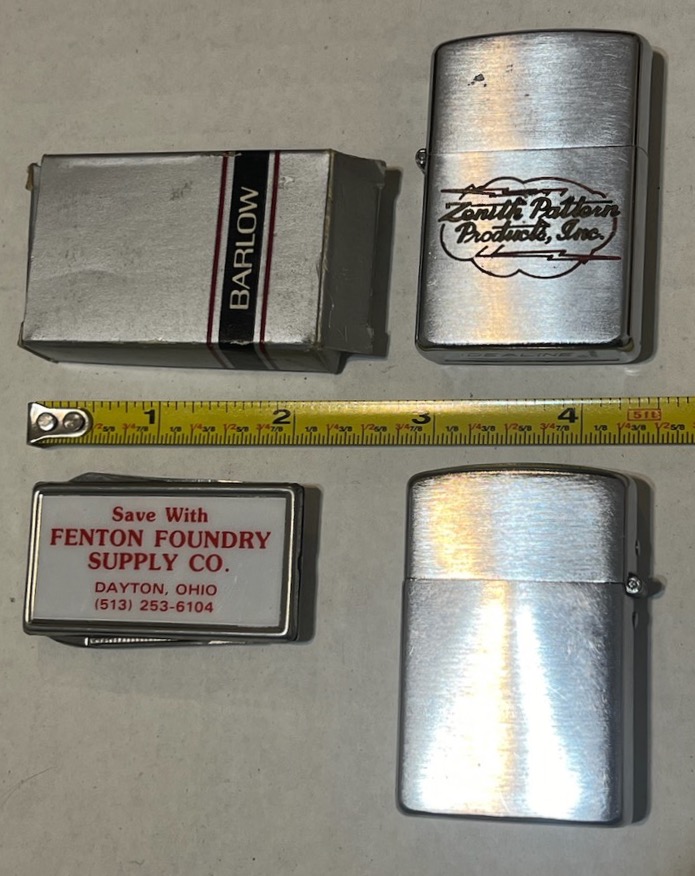 BARLOW
Zenith Pattern
Products, Inc.
IDEALINE
1 2 3 4
5ft
Save With
FENTON FOUNDRY
SUPPLY CO.
DAYTON, OHIO
(513) 253-6104